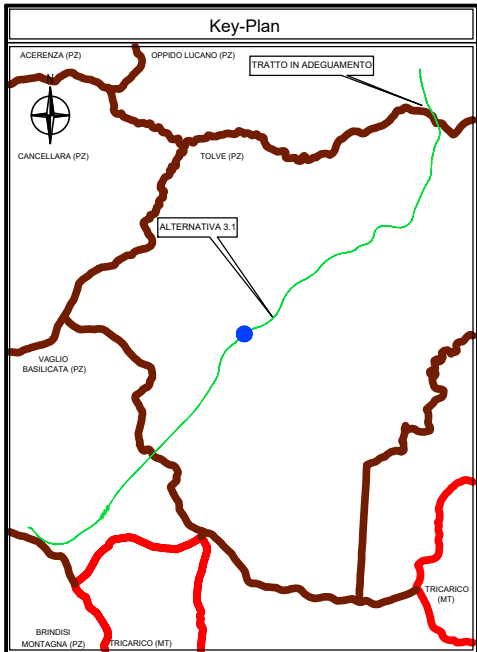 Key-Plan
ACERENZA (PZ)
OPPIDO LUCANO (PZ)
TRATTO IN ADEGUAMENTO
N
CANCELLARA (PZ)
TOLVE (PZ)
ALTERNATIVA 3.1
VAGLIO
BASILICATA (PZ)
TRICARICO
(MT)
BRINDISI
MONTAGNA (PZ)
TRICARICO (MT)